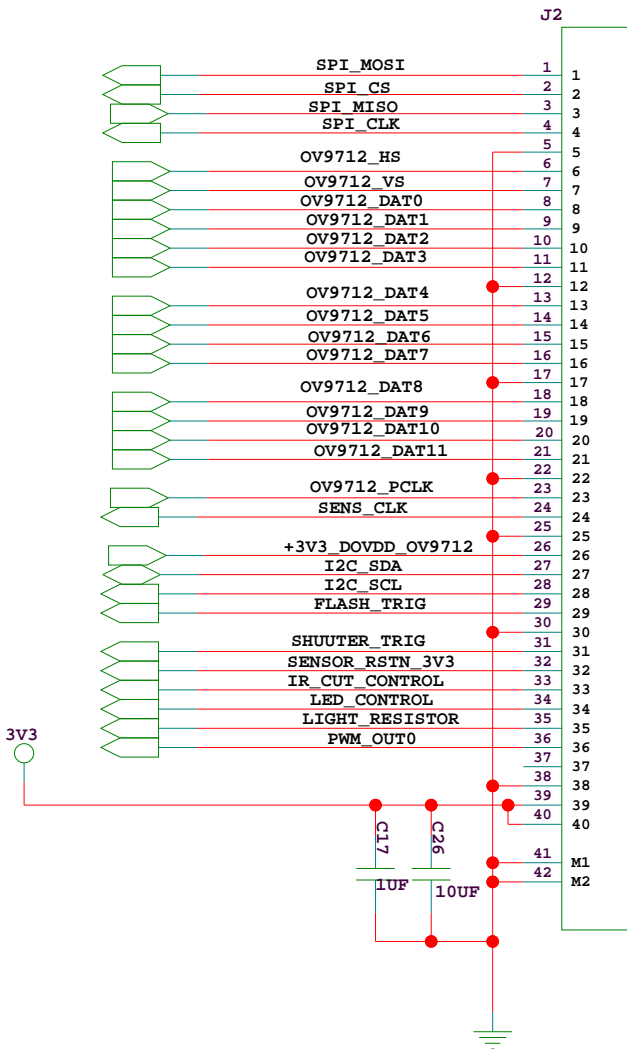 J2
SPI_MOSI 1 1
SPI_CS 2 2
SPI_MISO 3 3
SPI_CLK 4 4
5 5
OV9712_HS 6 6
OV9712_VS 7 7
OV9712_DAT0 8 8
OV9712_DAT1 9 9
OV9712_DAT2 10 10
OV9712_DAT3 11 11
12 12
OV9712_DAT4 13 13
OV9712_DAT5 14 14
OV9712_DAT6 15 15
OV9712_DAT7 16 16
17 17
OV9712_DAT8 18 18
OV9712_DAT9 19 19
OV9712_DAT10 20 20
OV9712_DAT11 21 21
22 22
OV9712_PCLK 23 23
SENS_CLK 24 24
25 25
+3V3_DOVDD_OV9712 26 26
I2C_SDA 27 27
I2C_SCL 28 28
FLASH_TRIG 29 29
30 30
SHUUTER_TRIG 31 31
SENSOR_RSTN_3V3 32 32
IR_CUT_CONTROL 33 33
LED_CONTROL 34 34
LIGHT_RESISTOR 35 35
3V3 PWM_OUT0 36 36
37 37
38 38
39 39
40 40
C17 C26
41 M1
42 M2
1UF 10UF